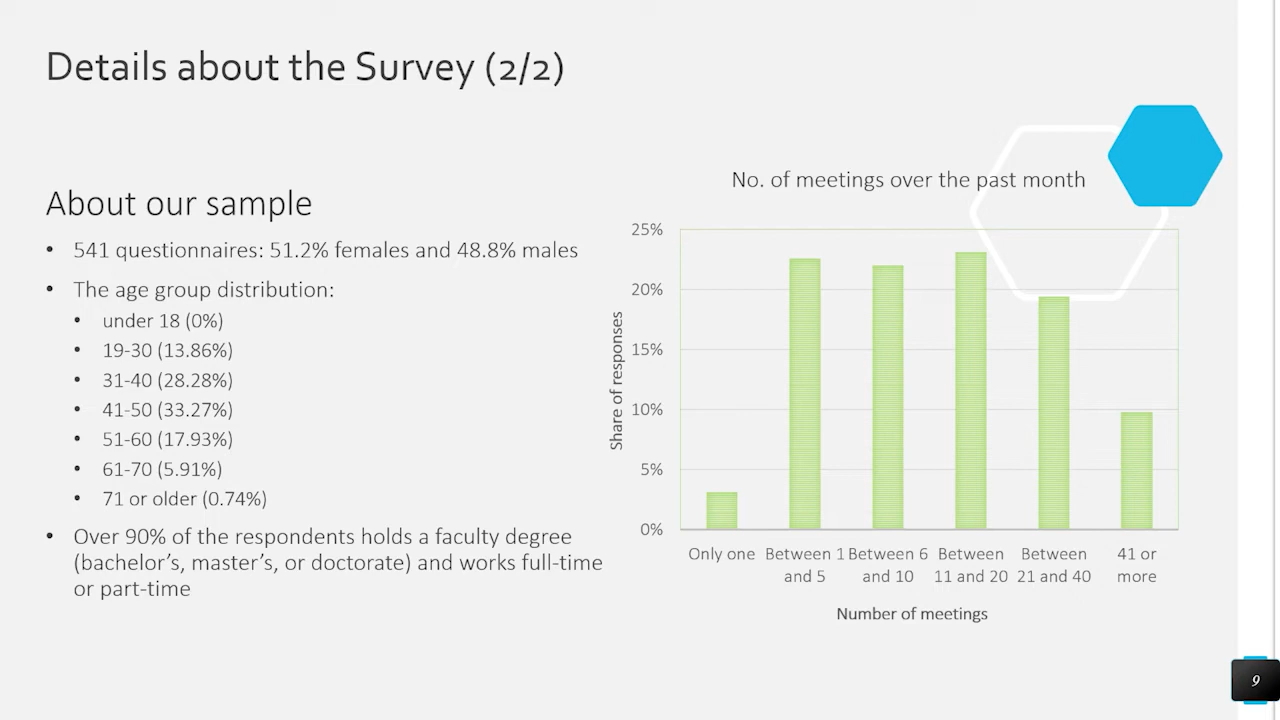 Details about the Survey (2/2)
About our sample
• 541 questionnaires: 51.2% females and 48.8% males
• The age group distribution:
• under 18 (0%)
• 19-30 (13.86%)
• 31-40 (28.28%)
• 41-50 (33.27%)
• 51-60 (17.93%)
• 61-70 (5.91%)
• 71 or older (0.74%)
• Over 90% of the respondents holds a faculty degree
(bachelor’s, master’s, or doctorate) and works full-time
or part-time
No. of meetings over the past month
Share of responses
25%
20%
15%
10%
5%
0%
Only one
Between 1
and 5
Between 6
and 10
Between
11 and 20
Between
21 and 40
41 or
more
Number of meetings
9